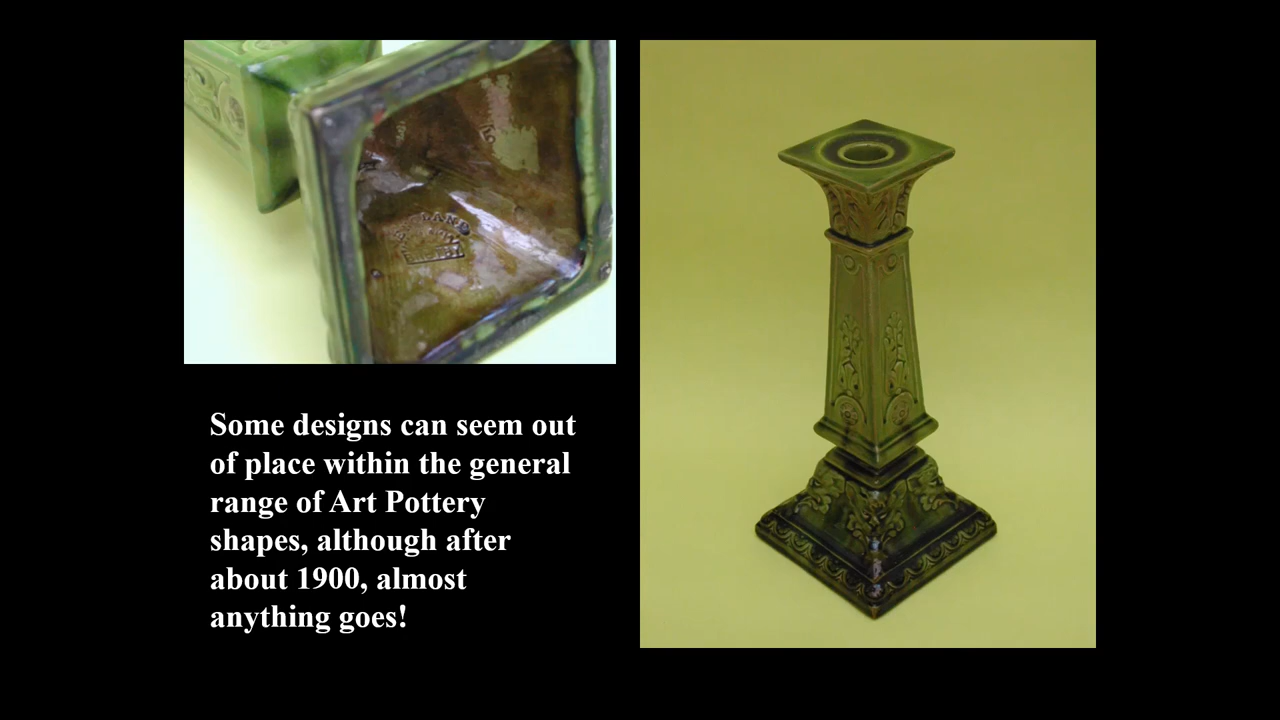 ENGLAND
Some designs can seem out
of place within the general
range of Art Pottery
shapes, although after
about 1900, almost
anything goes!